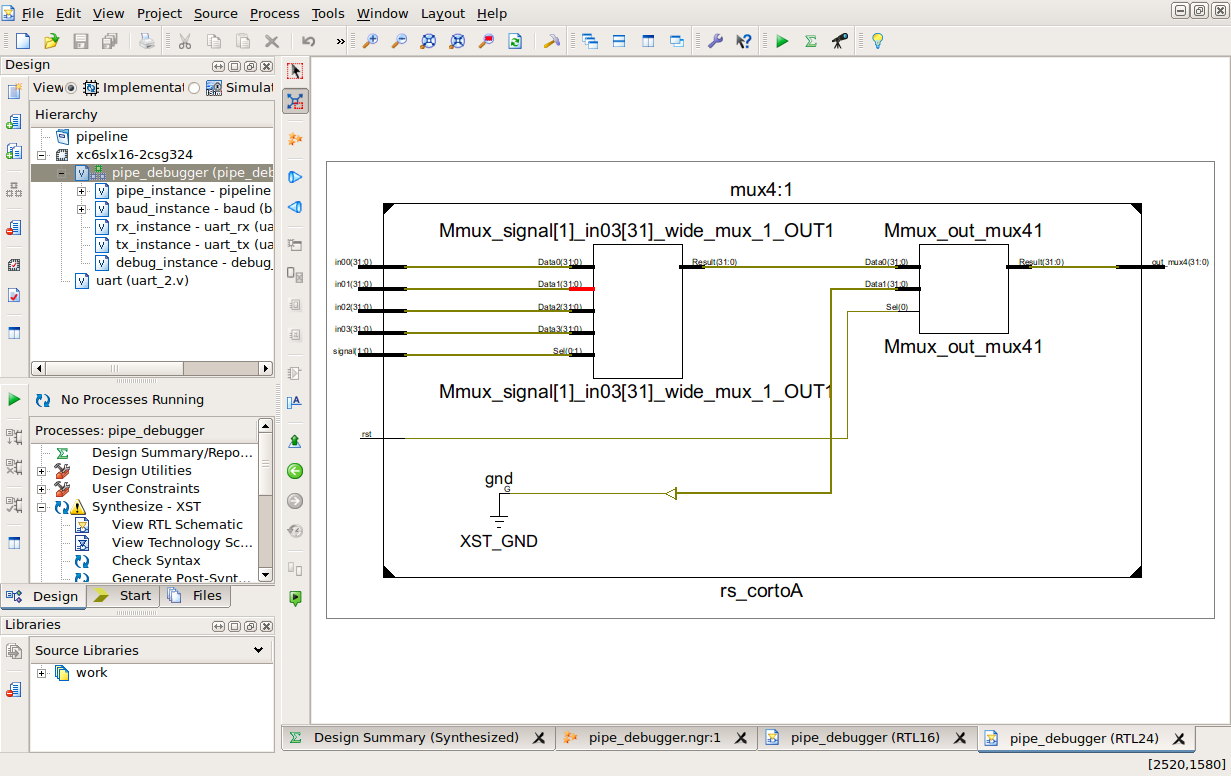 File Edit View Project Source Process Tools Window Layout Help
»
Design
View Implementat Simulat
Hierarchy
pipeline
xc6slx16-2csg324
pipe_debugger (pipe_deb
pipe_instance - pipeline
baud_instance - baud (b
rx_instance - uart_rx (ua
tx_instance - uart_tx (ua
debug_instance - debug_
uart (uart_2.v)
No Processes Running
Processes: pipe_debugger
Design Summary/Repo...
Design Utilities
User Constraints
Synthesize - XST
View RTL Schematic
View Technology Sc...
Check Syntax
Generate Post-Synt...
Design Start Files
Libraries
Source Libraries
work
mux4:1
Mmux_signal[1]_in03[31]_wide_mux_1_OUT1
Mmux_out_mux41
in00(31:0) Data0(31:0) Result(31:0) Data0(31:0) Result(31:0) out_mux4(31:0)
in01(31:0) Data1(31:0) Data1(31:0)
in02(31:0) Data2(31:0) Sel(0)
in03(31:0) Data3(31:0)
signal(1:0) Sel(0:1)
Mmux_out_mux41
Mmux_signal[1]_in03[31]_wide_mux_1_OUT1
rst
gnd
G
XST_GND
rs_cortoA
Design Summary (Synthesized) pipe_debugger.ngr:1 pipe_debugger (RTL16) pipe_debugger (RTL24)
[2520,1580]